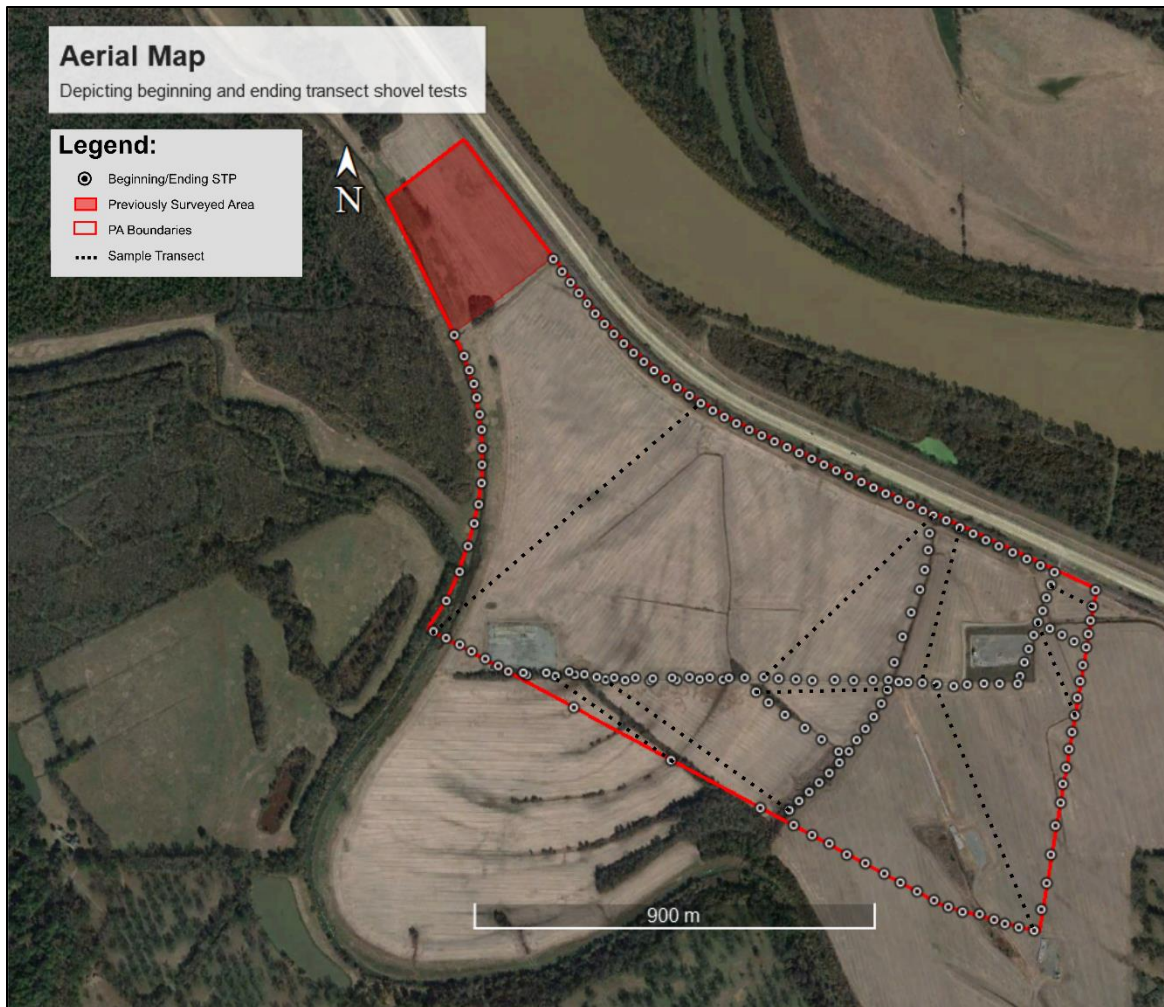 Aerial Map
Depicting beginning and ending transect shovel tests
Legend:
Beginning/Ending STP
Previously Surveyed Area
PA Boundaries
Sample Transect
N
900 m